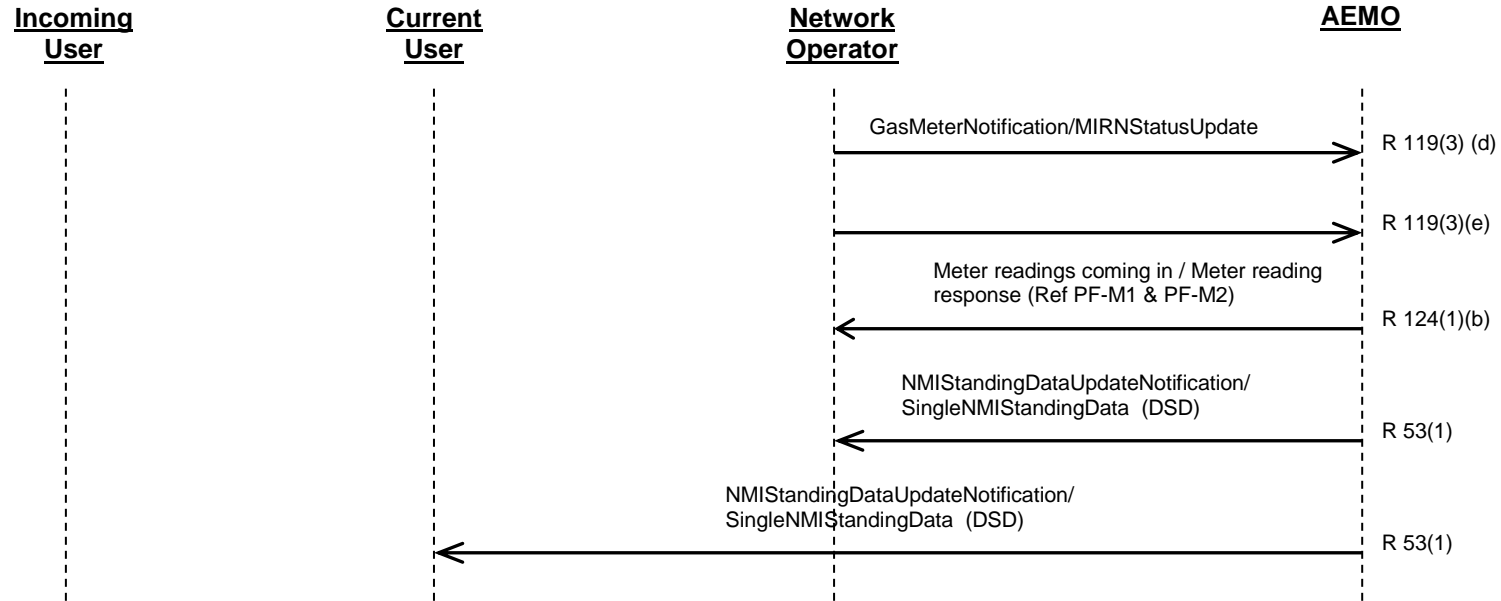 Incoming
User
Current
User
Network
Operator
AEMO
GasMeterNotification/MIRNStatusUpdate
R 119(3) (d)
R 119(3)(e)
Meter readings coming in / Meter reading
response (Ref PF-M1 & PF-M2)
R 124(1)(b)
NMIStandingDataUpdateNotification/
SingleNMIStandingData (DSD)
R 53(1)
NMIStandingDataUpdateNotification/
SingleNMIStandingData (DSD)
R 53(1)